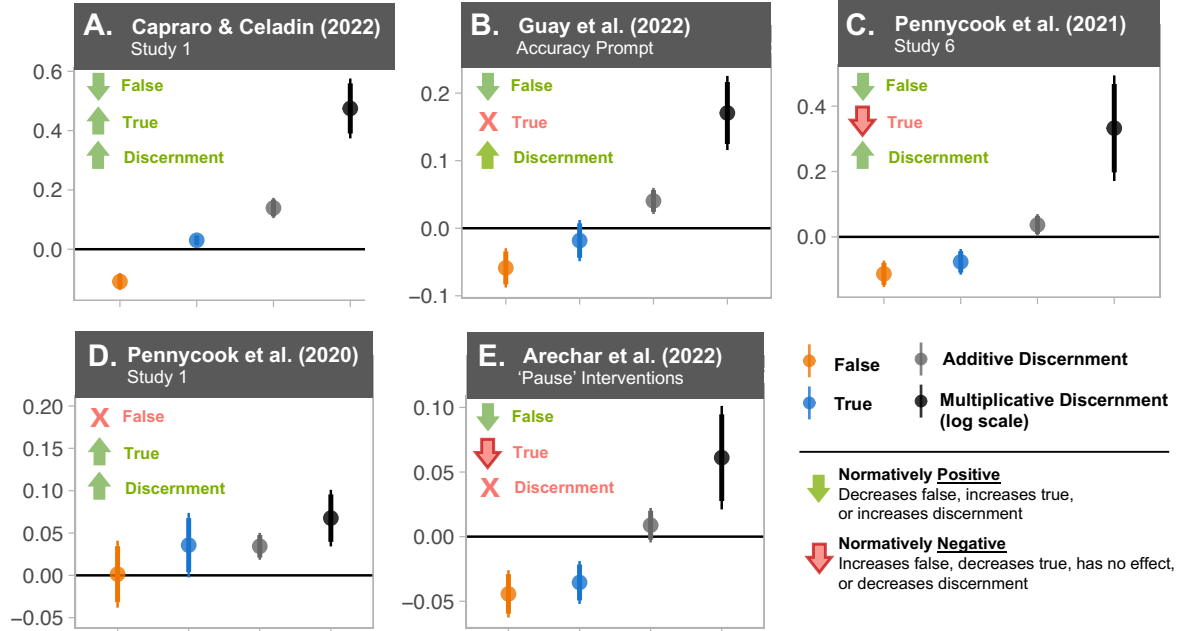 A. Capraro & Celadin (2022)
Study 1
0.6
0.4
0.2
0.0
False
True
Discernment
B. Guay et al. (2022)
Accuracy Prompt
0.2
0.1
0.0
−0.1
False
X True
Discernment
C. Pennycook et al. (2021)
Study 6
0.4
0.2
0.0
False
True
Discernment
D. Pennycook et al. (2020)
Study 1
0.20
0.15
0.10
0.05
0.00
−0.05
X False
True
Discernment
E. Arechar et al. (2022)
'Pause' Interventions
0.10
0.05
0.00
−0.05
False
True
X Discernment
False
True
Additive Discernment
Multiplicative Discernment
(log scale)
Normatively Positive
Decreases false, increases true,
or increases discernment
Normatively Negative
Increases false, decreases true, has no effect,
or decreases discernment